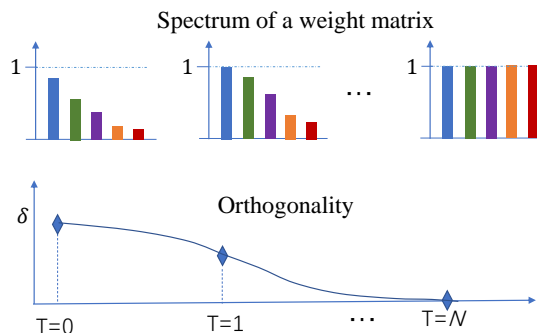 Spectrum of a weight matrix
1
1
...
1
Orthogonality
δ
T=0
T=1
...
T=N